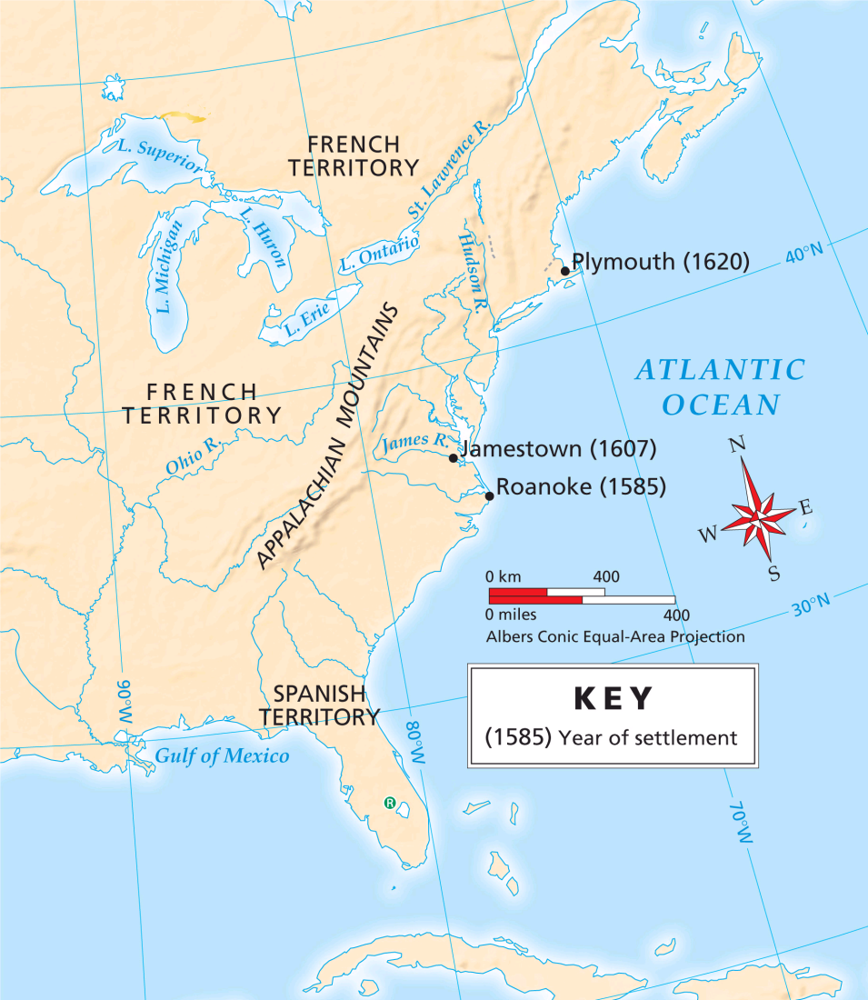 L. Superior
FRENCH
TERRITORY
St. Lawrence R.
L. Michigan
L. Huron
L. Ontario
Hudson R.
Plymouth (1620)
40°N
L. Erie
APPALACHIAN MOUNTAINS
ATLANTIC
OCEAN
FRENCH
TERRITORY
Ohio R.
James R.
Jamestown (1607)
Roanoke (1585)
N
E
W
S
0 km 400
0 miles 400
Albers Conic Equal-Area Projection
30°N
90°W
SPANISH
TERRITORY
80°W
Gulf of Mexico
KEY
(1585) Year of settlement
R
70°W